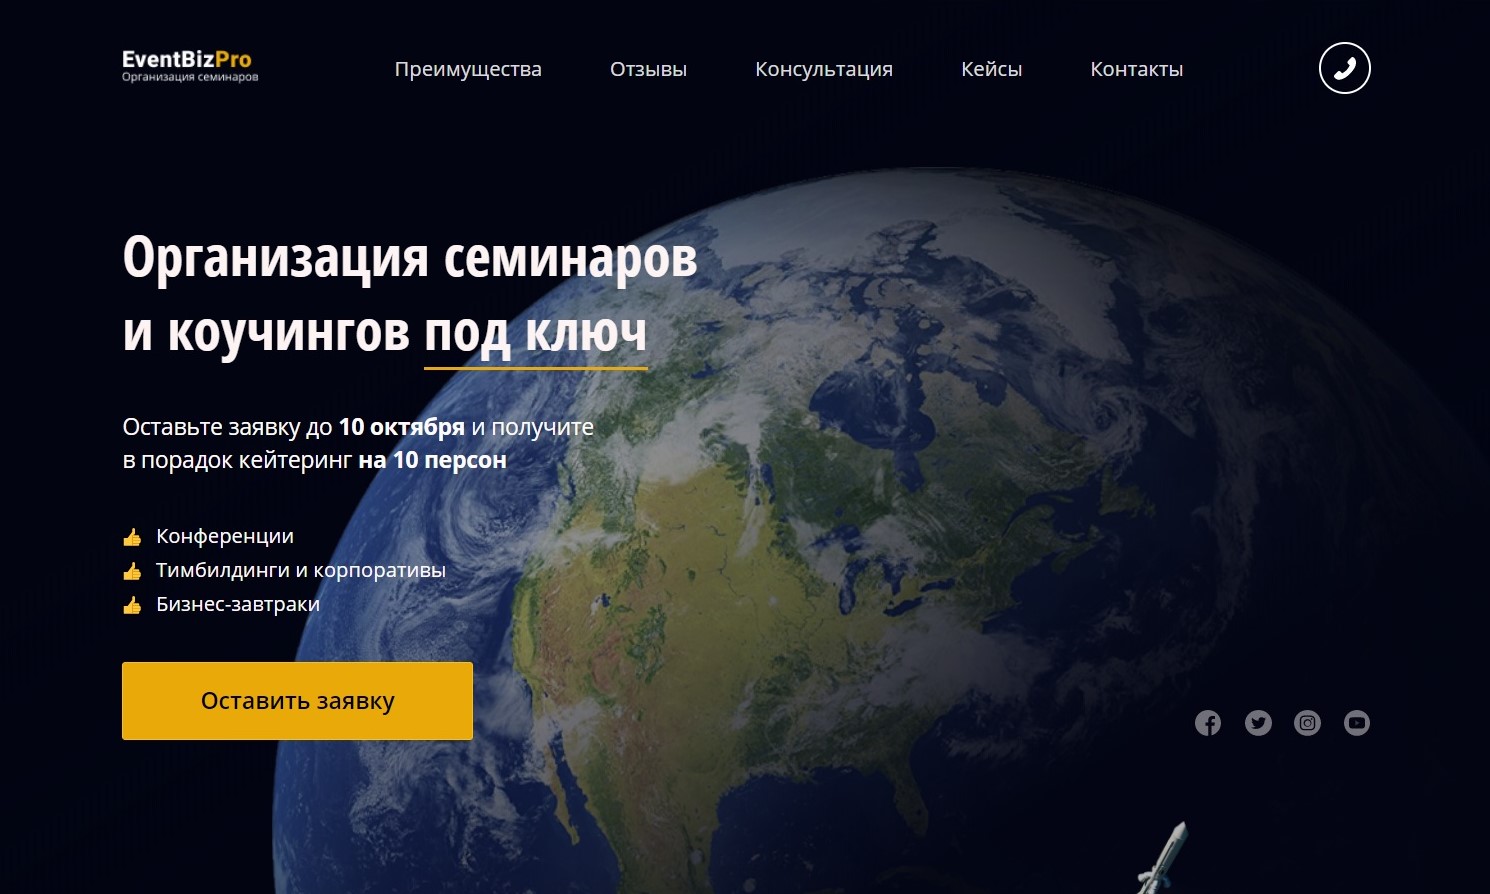 EventBizPro
Организация семинаров
Преимущества
Отзывы
Консультация
Кейсы
Контакты
Организация семинаров
и коучингов под ключ
Оставьте заявку до 10 октября и получите
в порадок кейтеринг на 10 персон
👍 Конференции
👍 Тимбилдинги и корпоративы
👍 Бизнес-завтраки
Оставить заявку